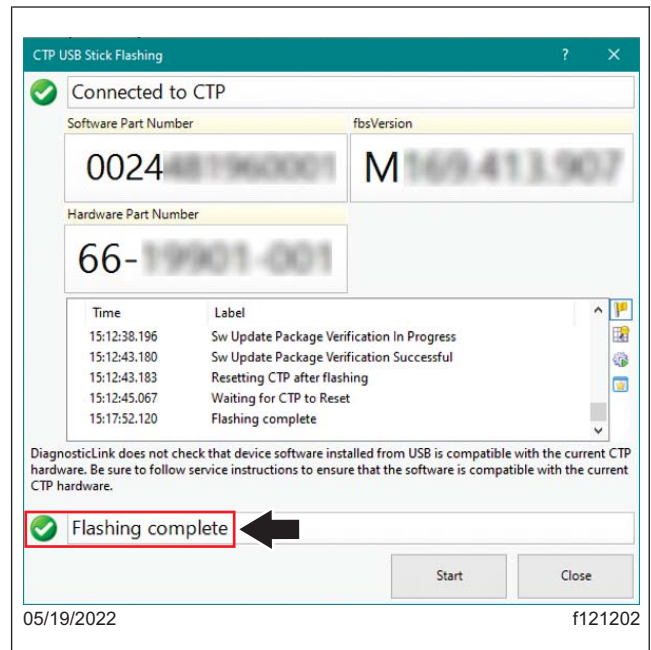 CTP USB Stick Flashing ? ×
Connected to CTP
Software Part Number fbsVersion
0024 M
Hardware Part Number
66-
Time Label
15:12:38.196 Sw Update Package Verification In Progress
15:12:43.180 Sw Update Package Verification Successful
15:12:43.183 Resetting CTP after flashing
15:12:45.067 Waiting for CTP to Reset
15:17:52.120 Flashing complete
DiagnosticLink does not check that device software installed from USB is compatible with the current CTP
hardware. Be sure to follow service instructions to ensure that the software is compatible with the current
CTP hardware.
Flashing complete
Start Close
05/19/2022 f121202